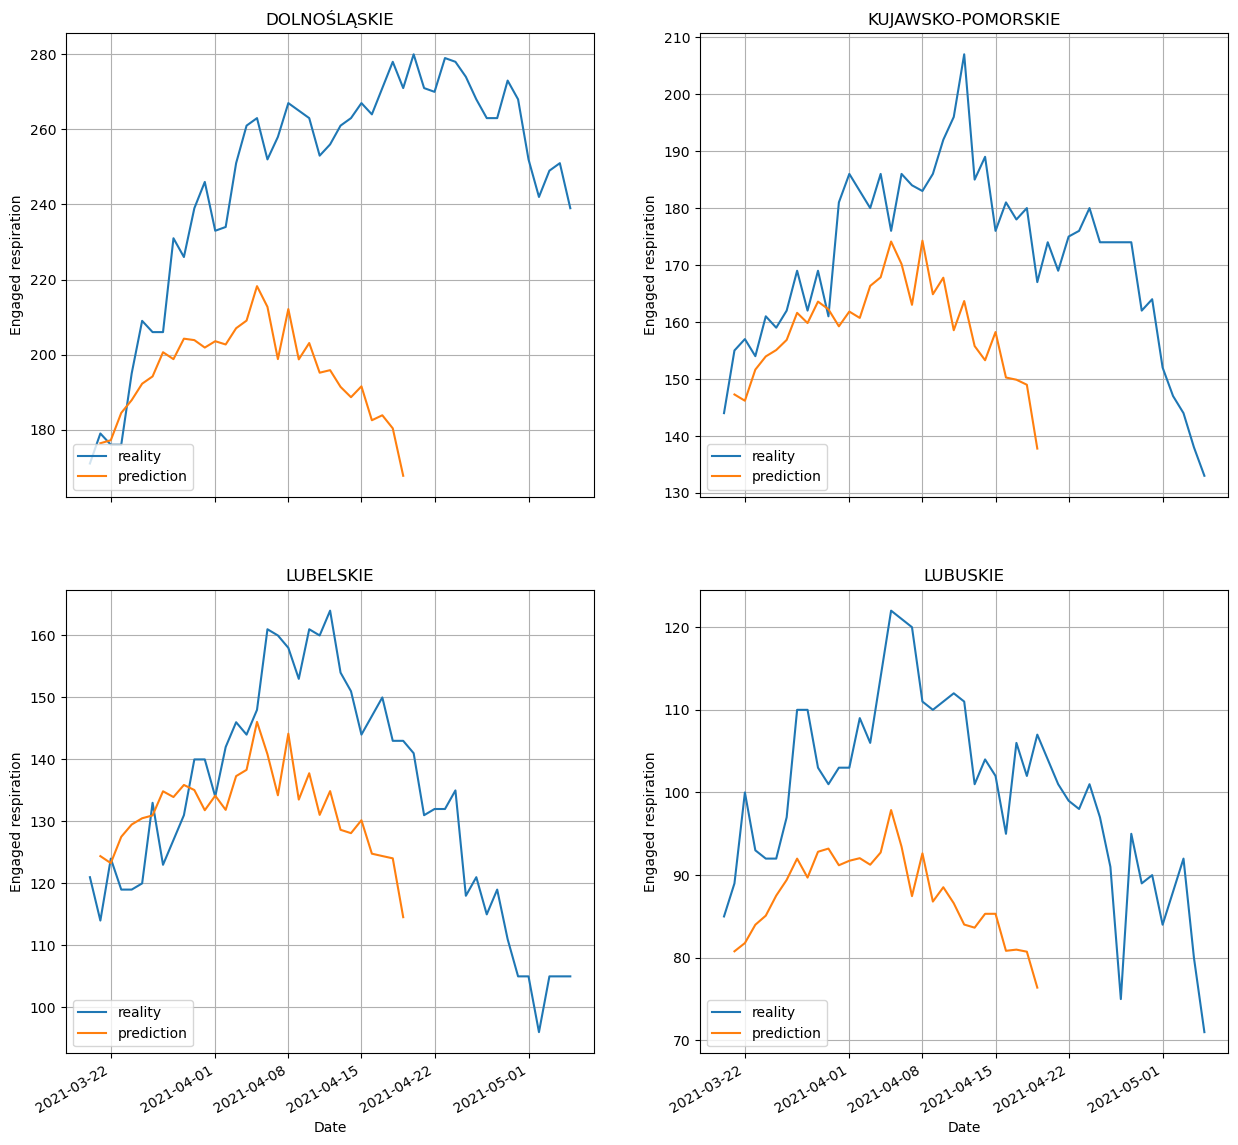 DOLNOŚLĄSKIE
Engaged respiration
280
260
240
220
200
180
reality
prediction
KUJAWSKO-POMORSKIE
Engaged respiration
210
200
190
180
170
160
150
140
130
reality
prediction
LUBELSKIE
Engaged respiration
160
150
140
130
120
110
100
reality
prediction
2021-03-22
2021-04-01
2021-04-08
2021-04-15
2021-04-22
2021-05-01
Date
LUBUSKIE
Engaged respiration
120
110
100
90
80
70
reality
prediction
2021-03-22
2021-04-01
2021-04-08
2021-04-15
2021-04-22
2021-05-01
Date